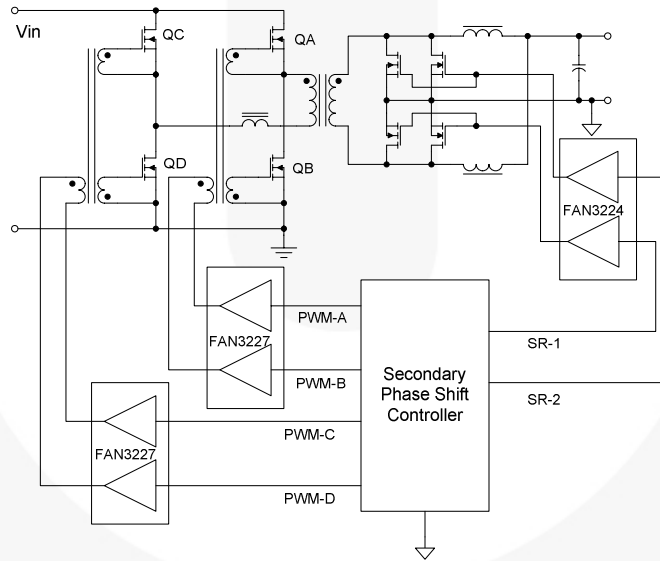 Vin
QC
QA
QD
QB
FAN3224
FAN3227
PWM-A
PWM-B
SR-1
SR-2
Secondary
Phase Shift
Controller
FAN3227
PWM-C
PWM-D